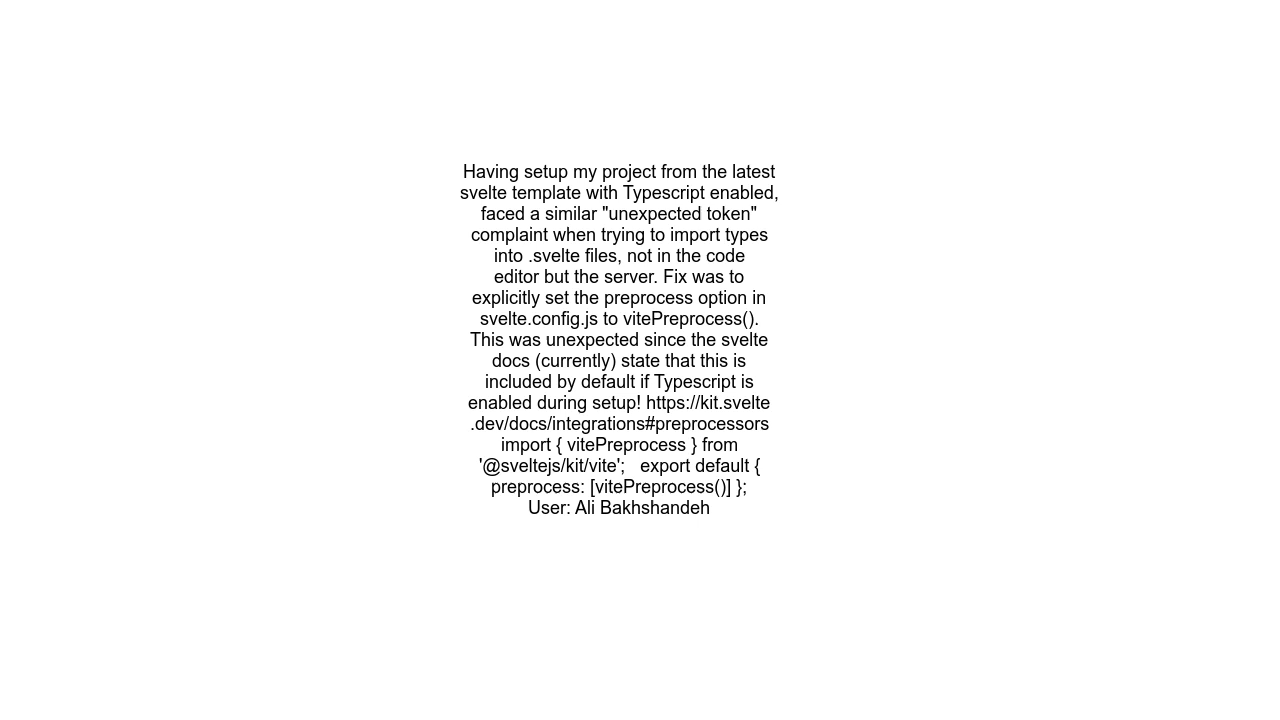 Having setup my project from the latest
svelte template with Typescript enabled,
faced a similar "unexpected token"
complaint when trying to import types
into .svelte files, not in the code
editor but the server. Fix was to
explicitly set the preprocess option in
svelte.config.js to vitePreprocess().
This was unexpected since the svelte
docs (currently) state that this is
included by default if Typescript is
enabled during setup! https://kit.svelte
.dev/docs/integrations#preprocessors
import { vitePreprocess } from
'@sveltejs/kit/vite';   export default {
preprocess: [vitePreprocess()] };
User: Ali Bakhshandeh